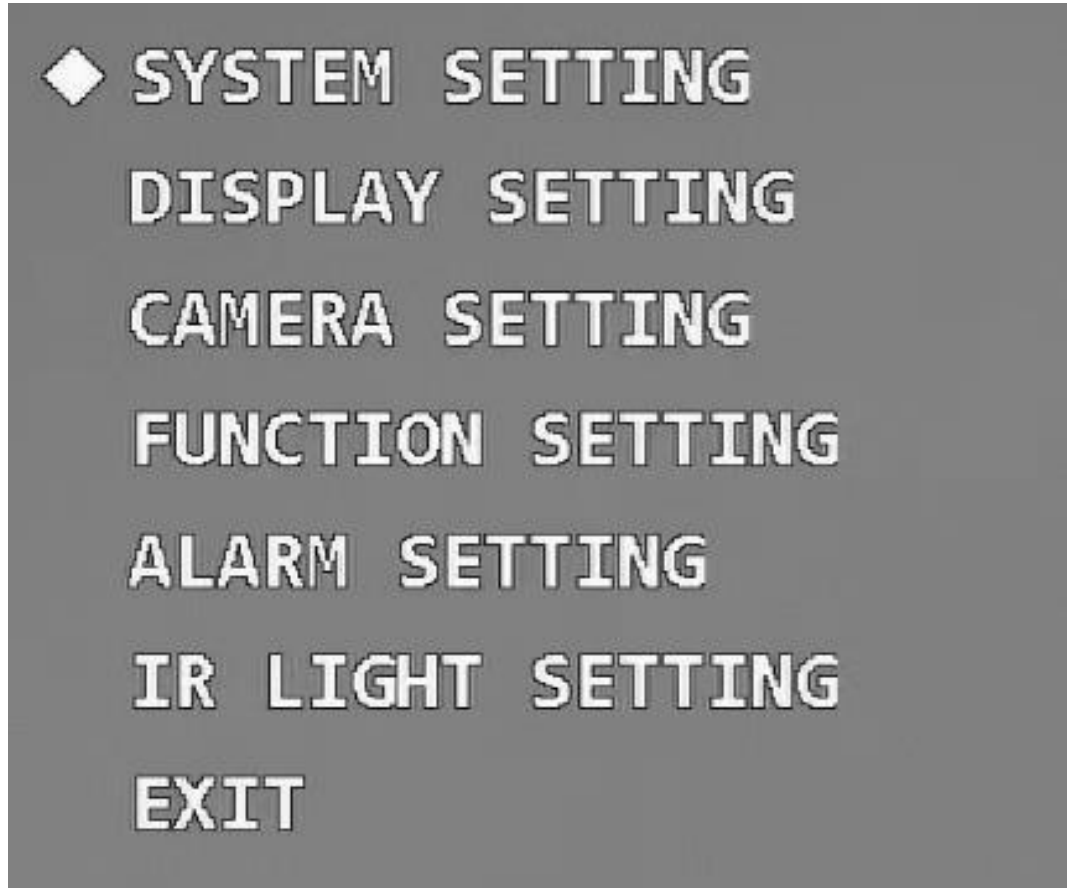 SYSTEM SETTING
DISPLAY SETTING
CAMERA SETTING
FUNCTION SETTING
ALARM SETTING
IR LIGHT SETTING
EXIT